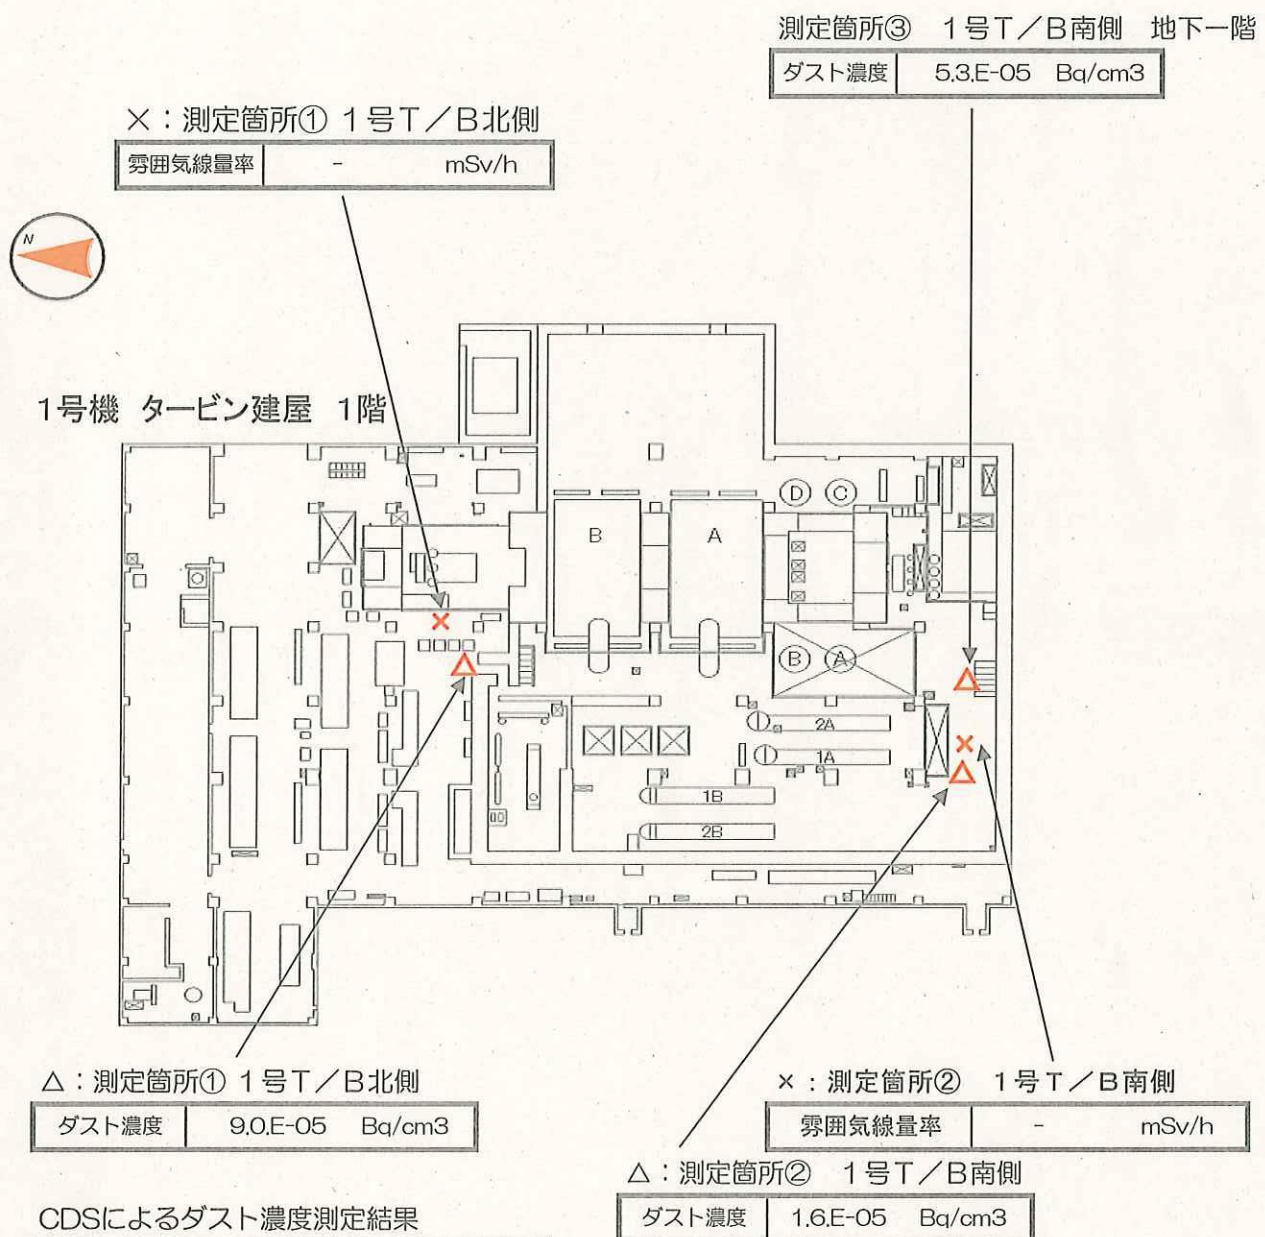 測定箇所③ 1号T/B南側 地下一階
ダスト濃度 5.3.E-05 Bq/cm3
×:測定箇所① 1号T/B北側
雰囲気線量率 - mSv/h
N
1号機 タービン建屋 1階
D C
B A
B A
2A
1A
1B
2B
△:測定箇所① 1号T/B北側
ダスト濃度 9.0.E-05 Bq/cm3
×:測定箇所② 1号T/B南側
雰囲気線量率 - mSv/h
△:測定箇所② 1号T/B南側
ダスト濃度 1.6.E-05 Bq/cm3
CDSによるダスト濃度測定結果